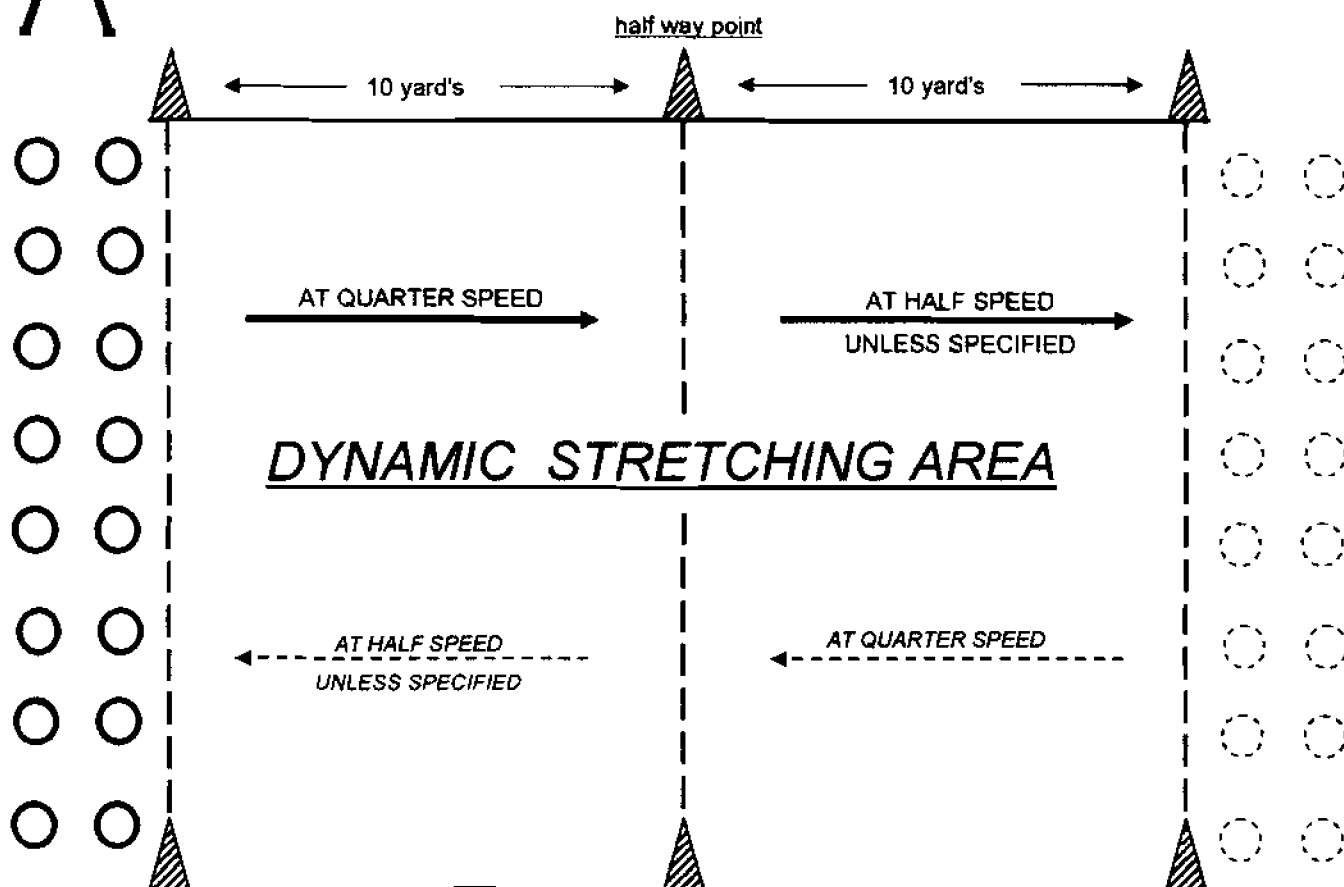 half way point
10 yard's
10 yard's
AT QUARTER SPEED
AT HALF SPEED
UNLESS SPECIFIED
DYNAMIC STRETCHING AREA
AT HALF SPEED
UNLESS SPECIFIED
AT QUARTER SPEED